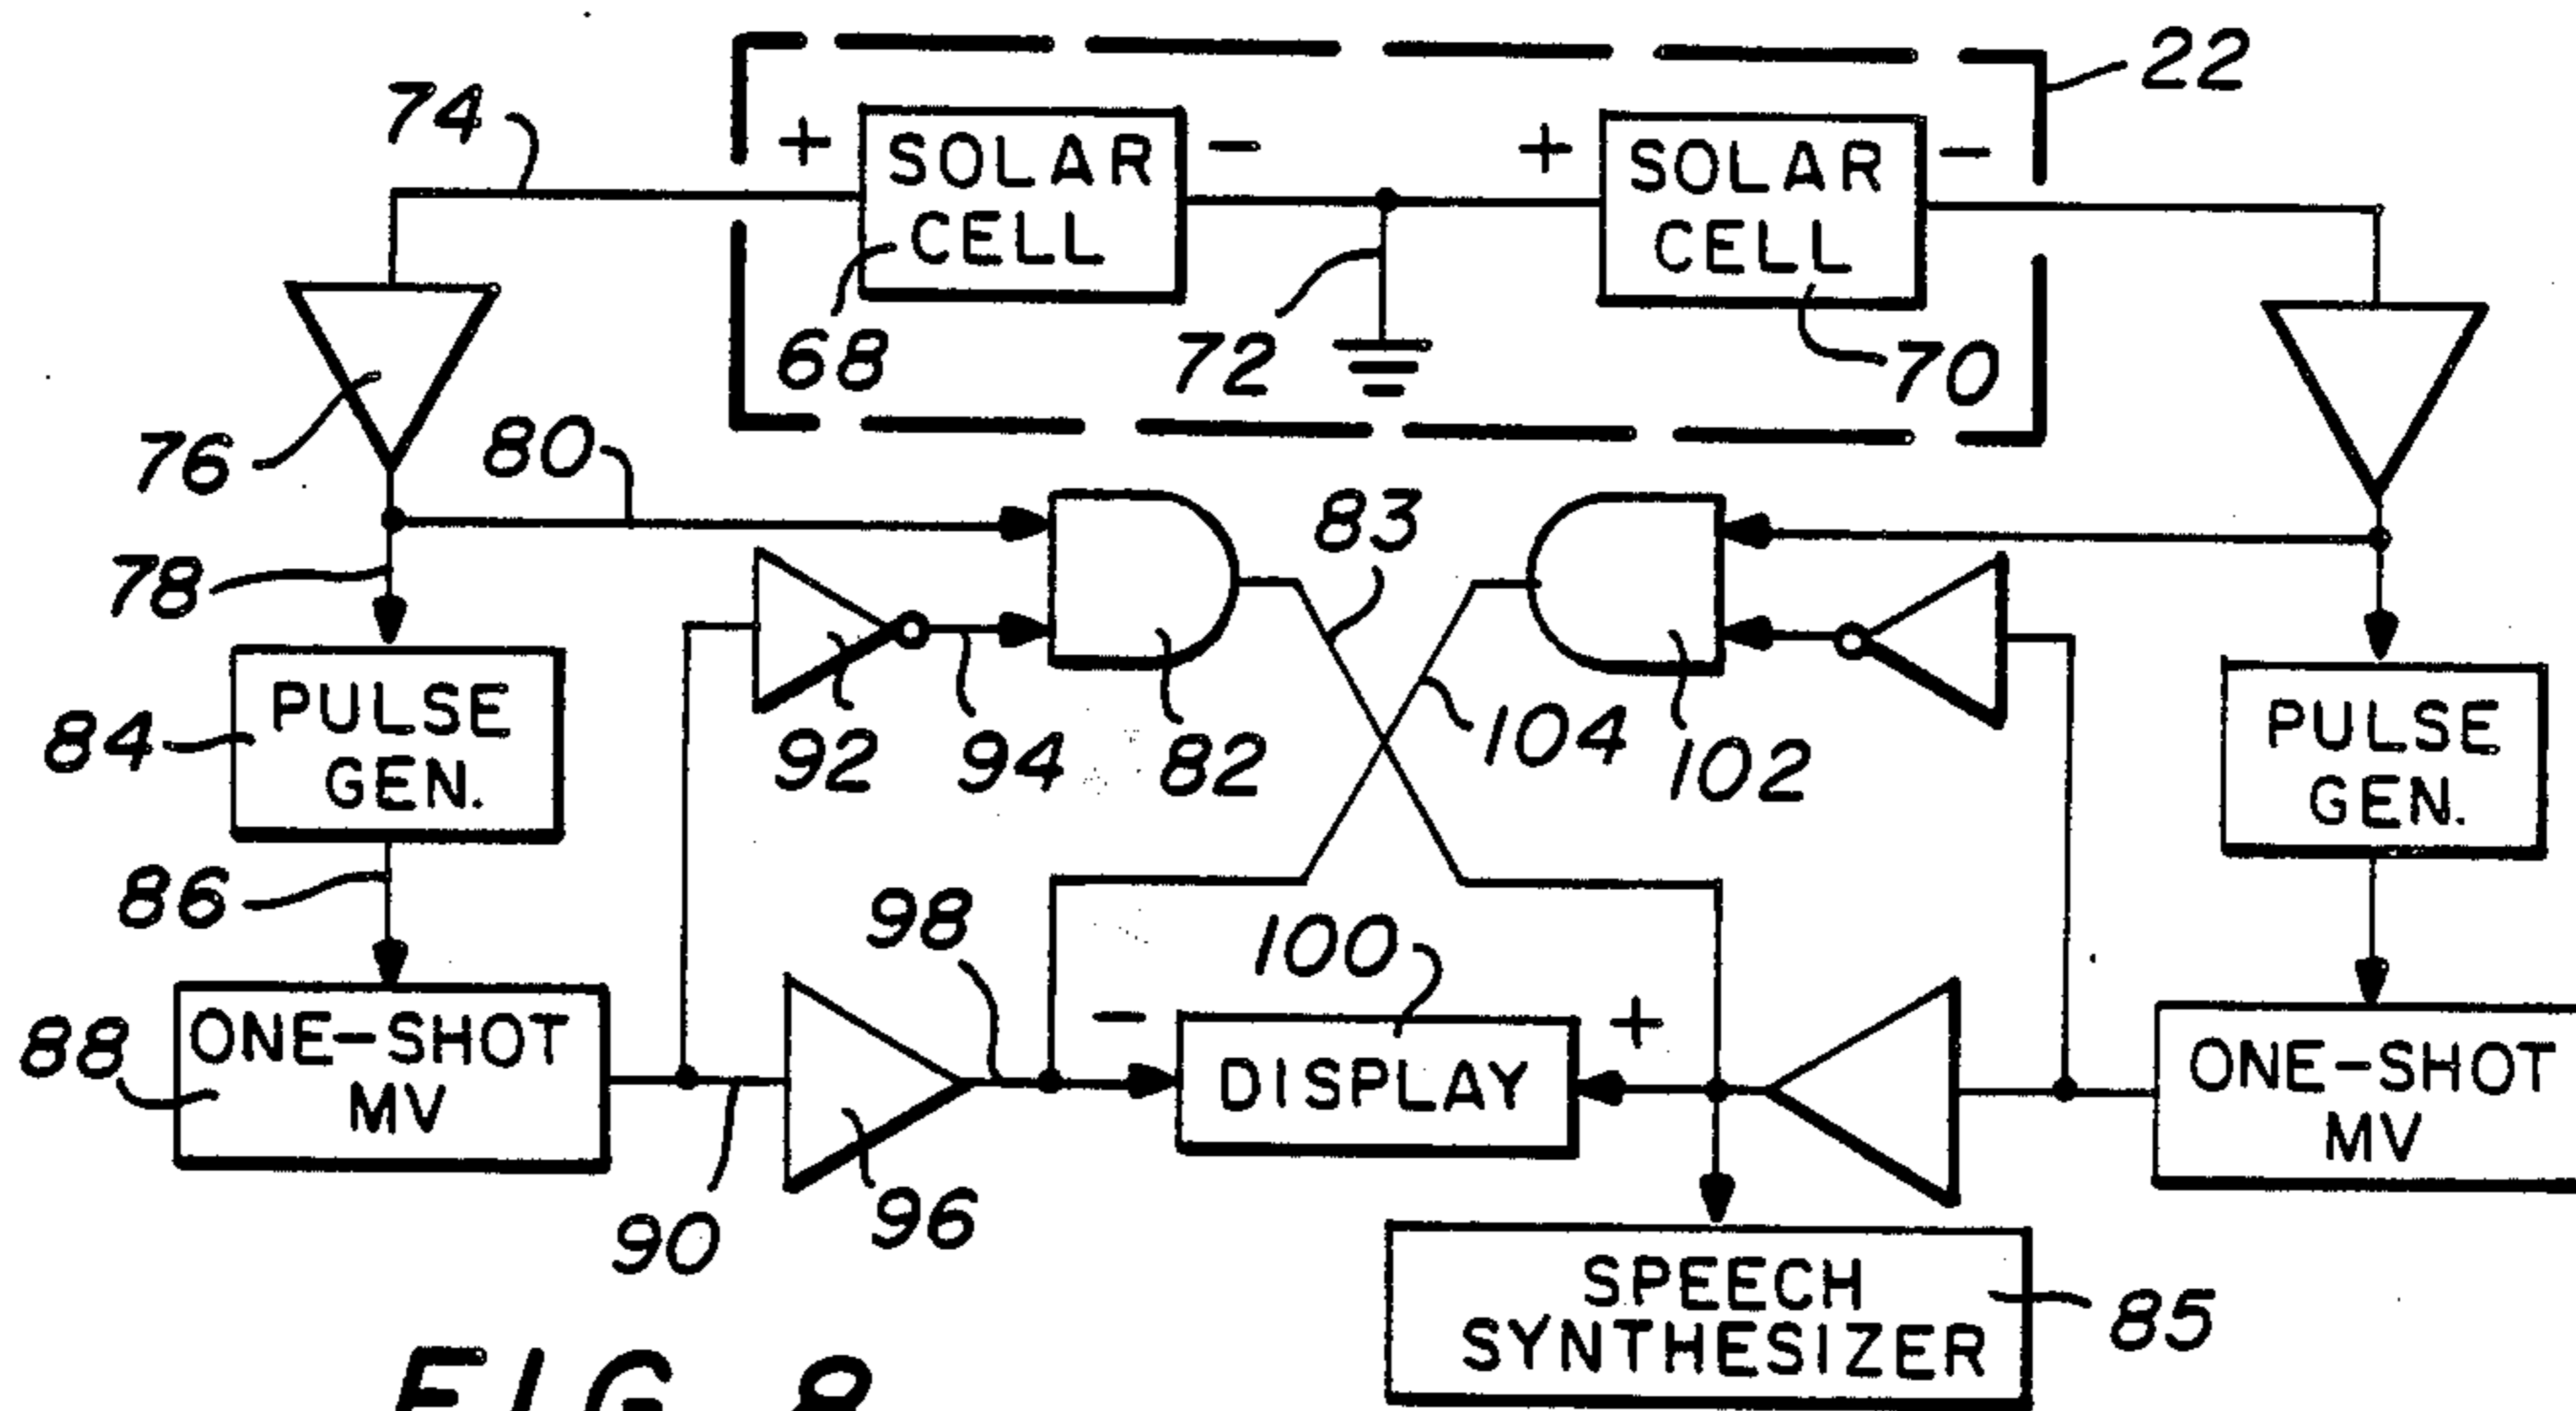 22
74
+ SOLAR CELL -
+ SOLAR CELL -
68
72
70
76
80
83
78
84
PULSE GEN.
92
94
82
104
102
PULSE GEN.
86
98
100
88
ONE-SHOT MV
- DISPLAY +
ONE-SHOT MV
90
96
SPEECH SYNTHESIZER
85
FIG. 8